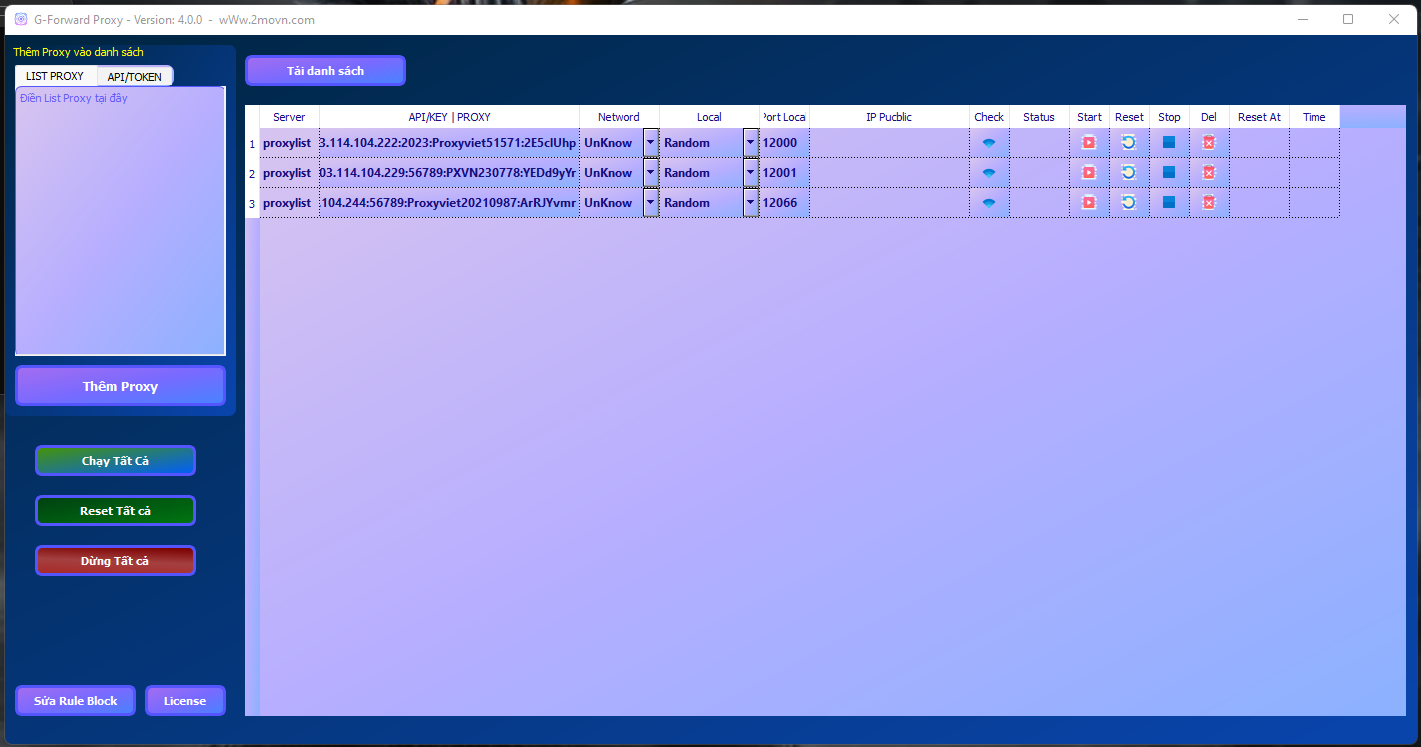 G-Forward Proxy - Version: 4.0.0 - wWw.2movn.com
Thêm Proxy vào danh sách
LIST PROXY API/TOKEN
Điền List Proxy tại đây
Thêm Proxy
Chạy Tất Cả
Reset Tất cả
Dừng Tất cả
Sửa Rule Block License
Tải danh sách
Server API/KEY | PROXY Netword Local Port Loca IP Pucblic Check Status Start Reset Stop Del Reset At Time
1 proxylist 3.114.104.222:2023:Proxyviet51571:2E5clUhp UnKnow Random 12000
2 proxylist 03.114.104.229:56789:PXVN230778:YEDd9yYr UnKnow Random 12001
3 proxylist .104.244:56789:Proxyviet20210987:ArRJYvmr UnKnow Random 12066